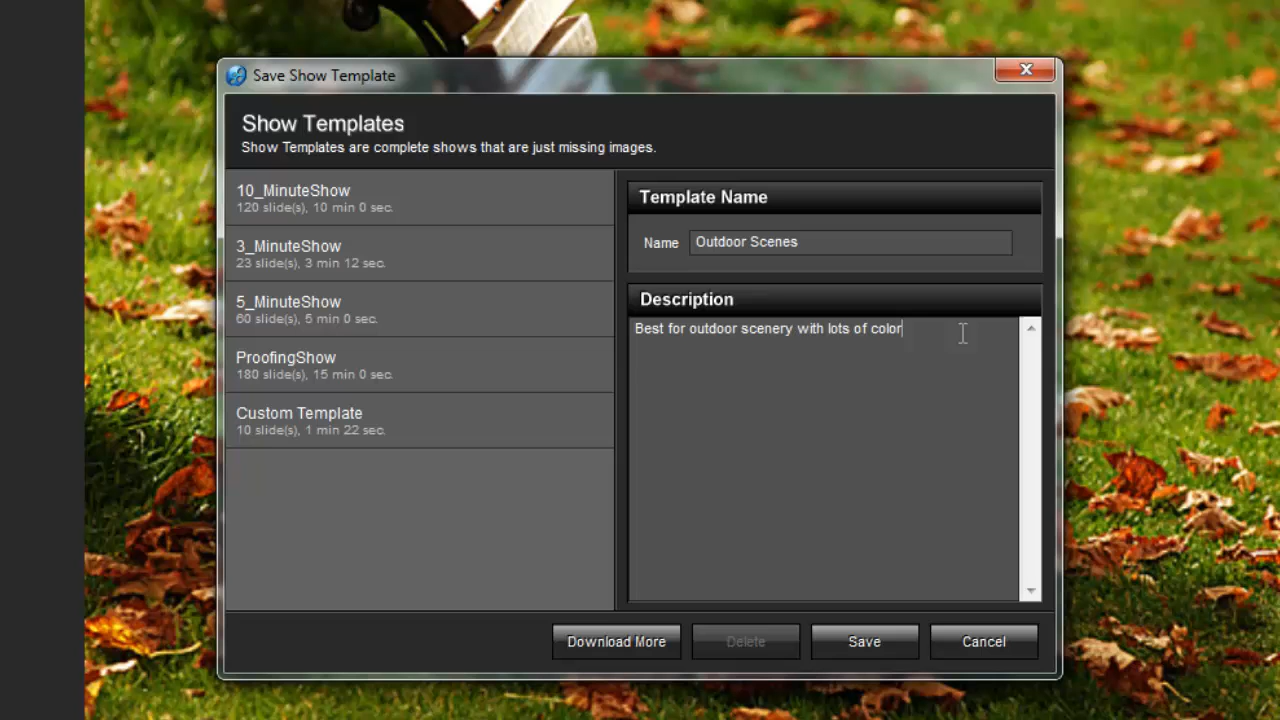 Save Show Template
Show Templates
Show Templates are complete shows that are just missing images.
10_MinuteShow
120 slide(s), 10 min 0 sec.
3_MinuteShow
23 slide(s), 3 min 12 sec.
5_MinuteShow
60 slide(s), 5 min 0 sec.
ProofingShow
180 slide(s), 15 min 0 sec.
Custom Template
10 slide(s), 1 min 22 sec.
Template Name
Name Outdoor Scenes
Description
Best for outdoor scenery with lots of color
Download More Delete Save Cancel